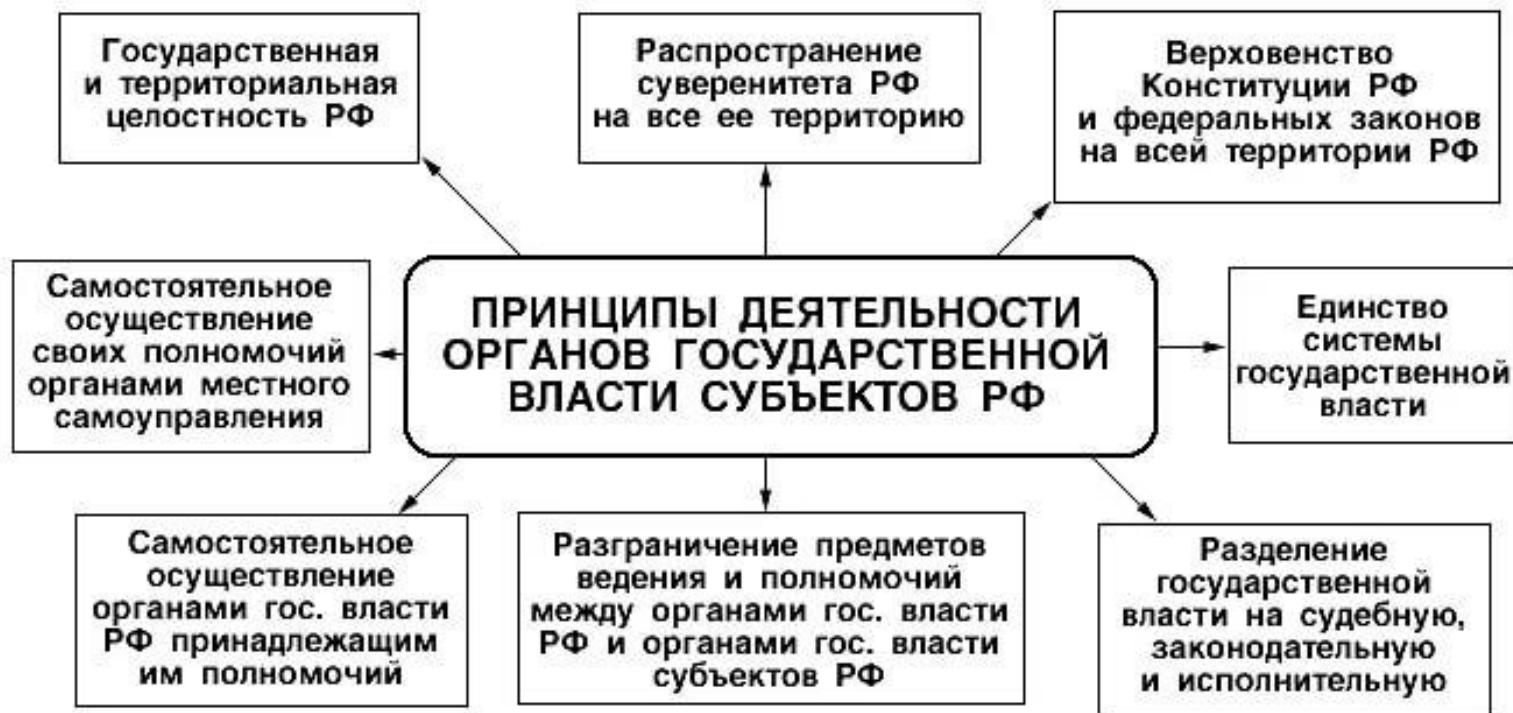 Государственная
и территориальная
целостность РФ
Распространение
суверенитета РФ
на все ее территорию
Верховенство
Конституции РФ
и федеральных законов
на всей территории РФ
Самостоятельное
осуществление
своих полномочий
органами местного
самоуправления
ПРИНЦИПЫ ДЕЯТЕЛЬНОСТИ
ОРГАНОВ ГОСУДАРСТВЕННОЙ
ВЛАСТИ СУБЪЕКТОВ РФ
Единство
системы
государственной
власти
Самостоятельное
осуществление
органами гос. власти
РФ принадлежащим
им полномочий
Разграничение предметов
ведения и полномочий
между органами гос. власти
РФ и органами гос. власти
субъектов РФ
Разделение
государственной
власти на судебную,
законодательную
и исполнительную